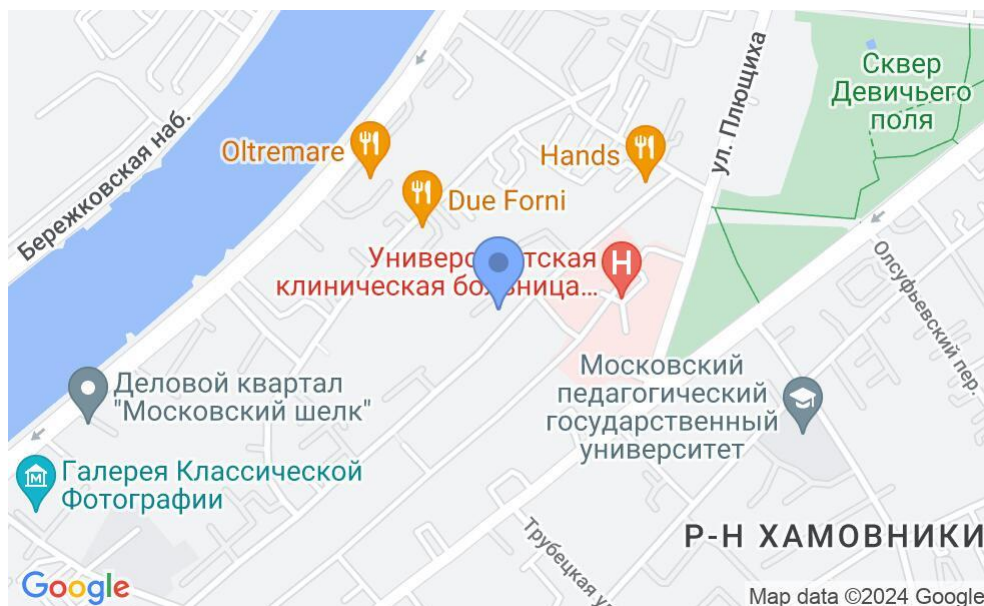 Сквер
Девичьего
поля
ул. Плющиха
Oltremare
Hands
Бережковская наб.
Due Forni
Олсуфьевский пер.
клиническая больница...
H
Московский
педагогический
государственный
университет
Деловой квартал
"Московский шелк"
Галерея Классической
Фотографии
M
Трубецкая
Р-Н ХАМОВНИКИ
Google
Map data ©2024 Google